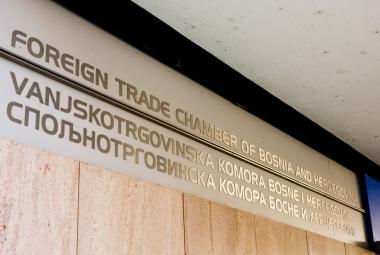 FOREIGN TRADE CHAMBER OF BOSNIA AND HERZEGOVINA
VANJSKOTRGOVINSKA KOMORA BOSNE I HERCEGOVINE
СПОЉНОТРГОВИНСКА КОМОРА БОСНЕ И ХЕРЦЕГОВИНЕ